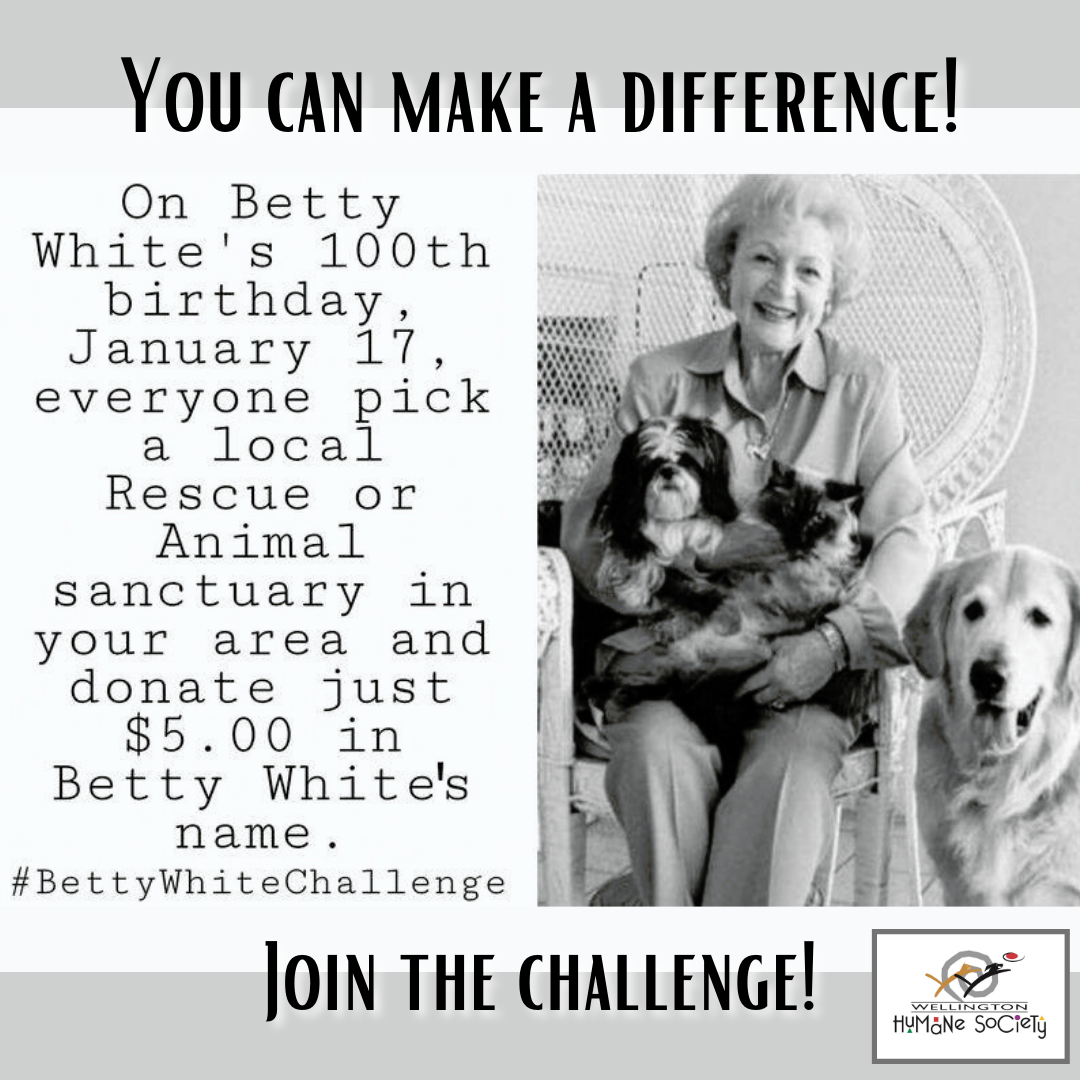 You can make a difference!
On Betty
White's 100th
birthday,
January 17,
everyone pick
a local
Rescue or
Animal
sanctuary in
your area and
donate just
$5.00 in
Betty White's
name.
#BettyWhiteChallenge
Join the challenge!
WELLINGTON
HuMaNe SoCieTy